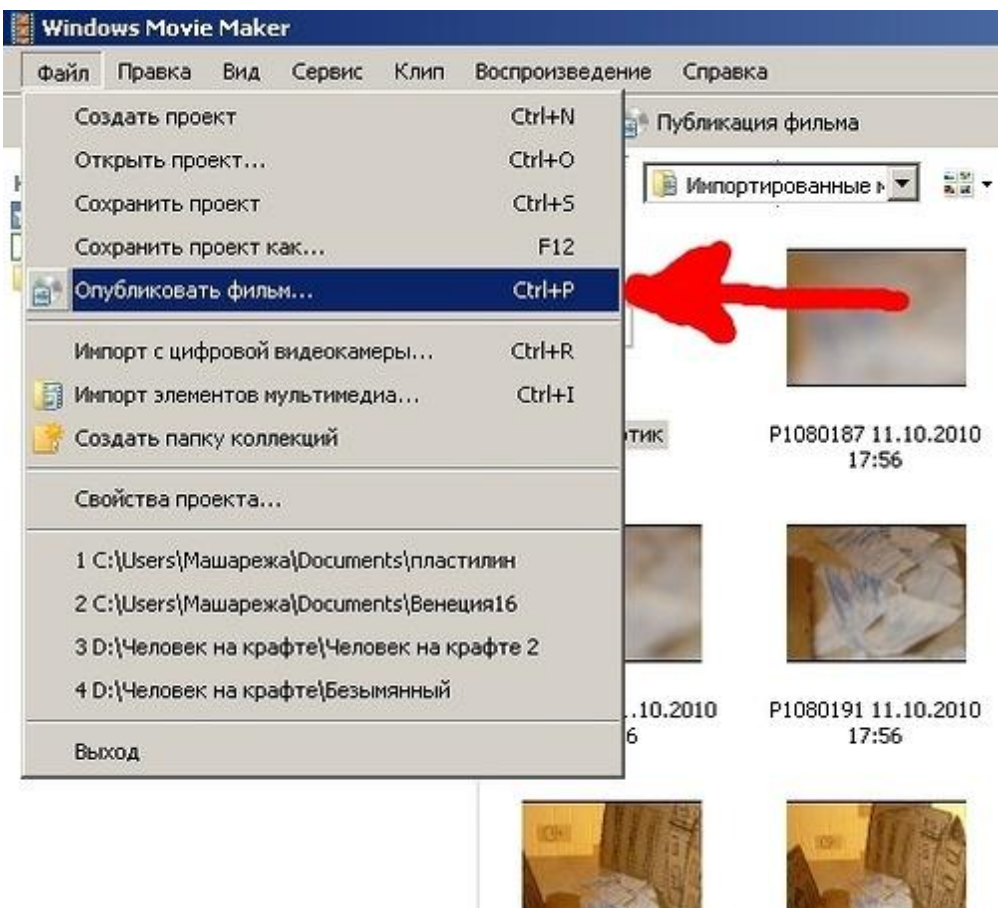 Windows Movie Maker
Файл Правка Вид Сервис Клип Воспроизведение Справка
Публикация фильма
Импортированные
Создать проект Ctrl+N
Открыть проект... Ctrl+O
Сохранить проект Ctrl+S
Сохранить проект как... F12
Опубликовать фильм... Ctrl+P
Импорт с цифровой видеокамеры... Ctrl+R
Импорт элементов мультимедиа... Ctrl+I
Создать папку коллекций
Свойства проекта...
1 C:\Users\Машарежа\Documents\пластилин
2 C:\Users\Машарежа\Documents\Венеция16
3 D:\Человек на крафте\Человек на крафте 2
4 D:\Человек на крафте\Безымянный
Выход
P1080187 11.10.2010
17:56
.10.2010
6
P1080191 11.10.2010
17:56